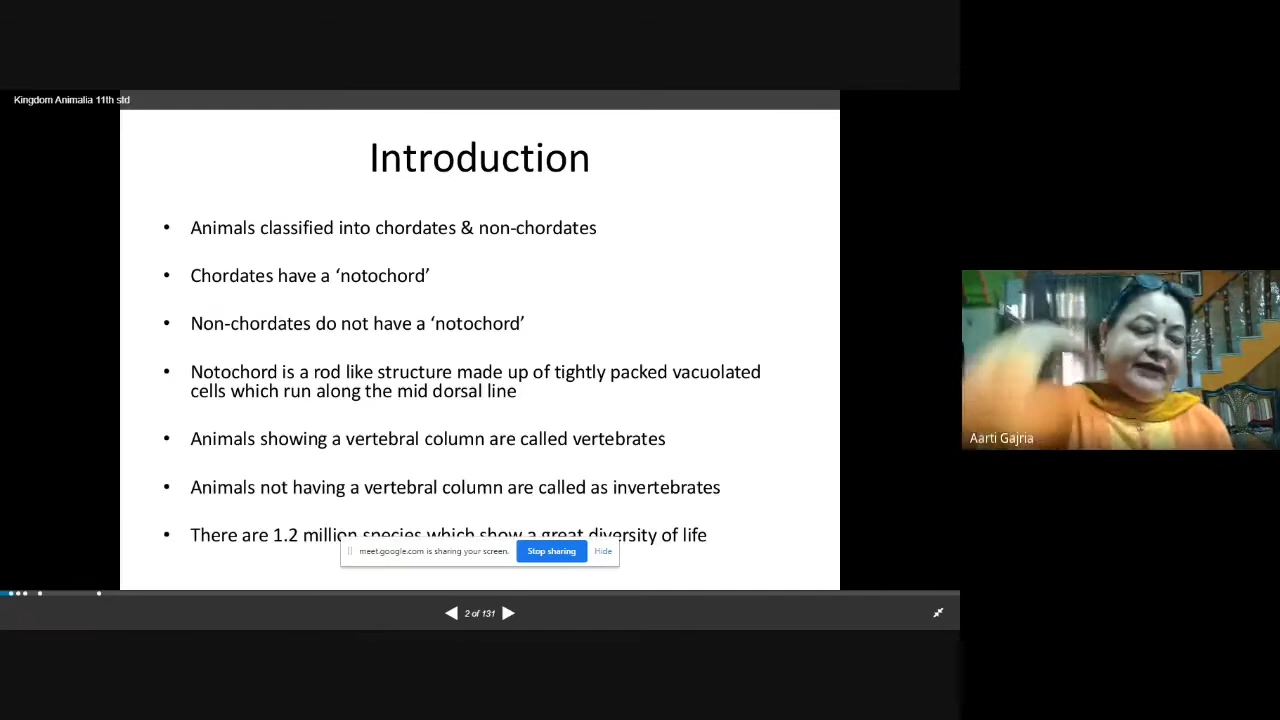 Kingdom Animalia 11th std
Introduction
• Animals classified into chordates & non-chordates
• Chordates have a ‘notochord’
• Non-chordates do not have a ‘notochord’
• Notochord is a rod like structure made up of tightly packed vacuolated
cells which run along the mid dorsal line
• Animals showing a vertebral column are called vertebrates
• Animals not having a vertebral column are called as invertebrates
• There are 1.2 million species which show a great diversity of life
meet.google.com is sharing your screen. Stop sharing Hide
2 of 131
Aarti Gajria